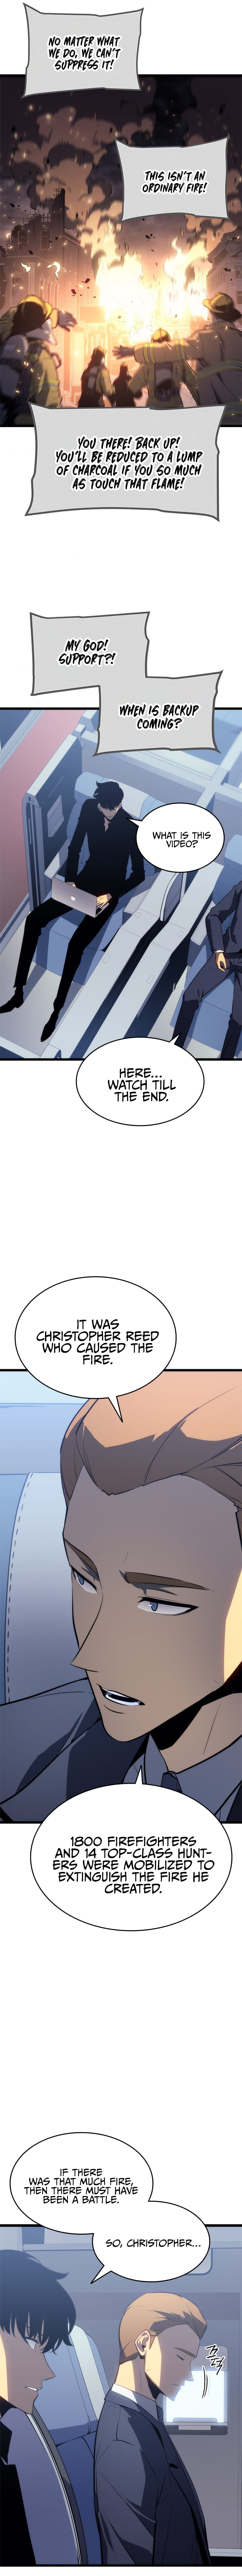 NO MATTER WHAT
WE DO, WE CAN'T
SUPPRESS IT!
THIS ISN'T AN
ORDINARY FIRE!
YOU THERE! BACK UP!
YOU'LL BE REDUCED TO A LUMP
OF CHARCOAL IF YOU SO MUCH
AS TOUCH THAT FLAME!
MY GOD!
SUPPORT?!
WHEN IS BACKUP
COMING?
WHAT IS THIS
VIDEO?
HERE...
WATCH TILL
THE END.
IT WAS
CHRISTOPHER REED
WHO CAUSED THE
FIRE.
1800 FIREFIGHTERS
AND 14 TOP-CLASS HUNT-
ERS WERE MOBILIZED TO
EXTINGUISH THE FIRE HE
CREATED.
IF THERE
WAS THAT MUCH FIRE,
THEN THERE MUST HAVE
BEEN A BATTLE.
SO, CHRISTOPHER...